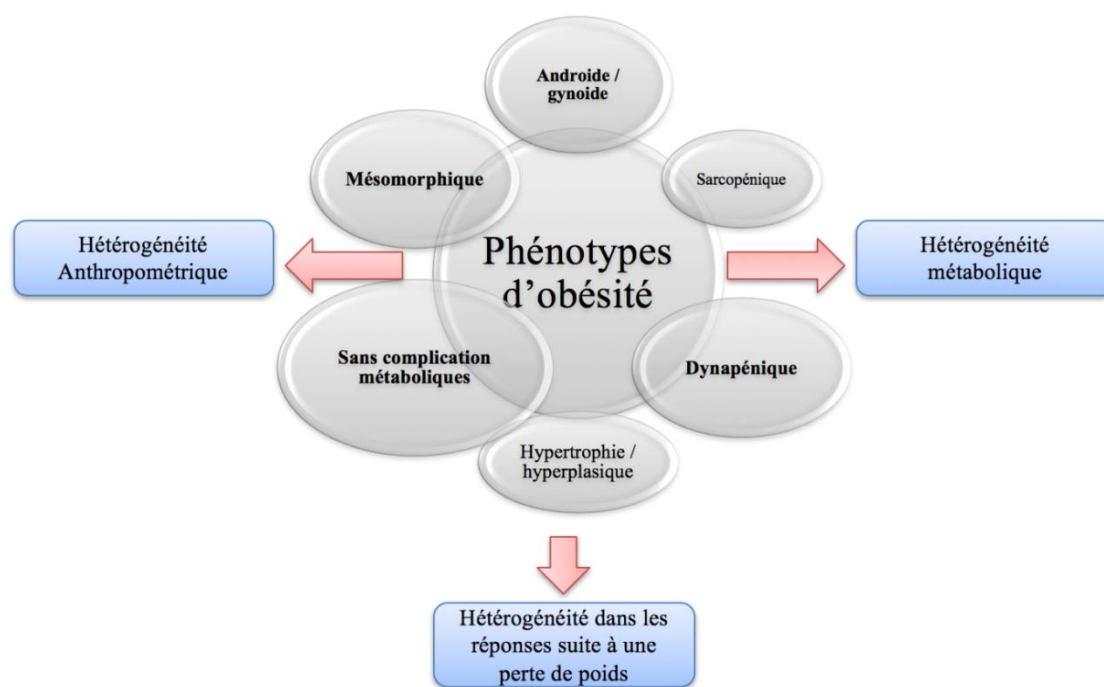 Androide /
gynoide
Mésomorphique
Sarcopénique
Hétérogénéité
Anthropométrique
Phénotypes
d’obésité
Hétérogénéité
métabolique
Sans complication
métaboliques
Dynapénique
Hypertrophie /
hyperplasique
Hétérogénéité dans les
réponses suite à une
perte de poids